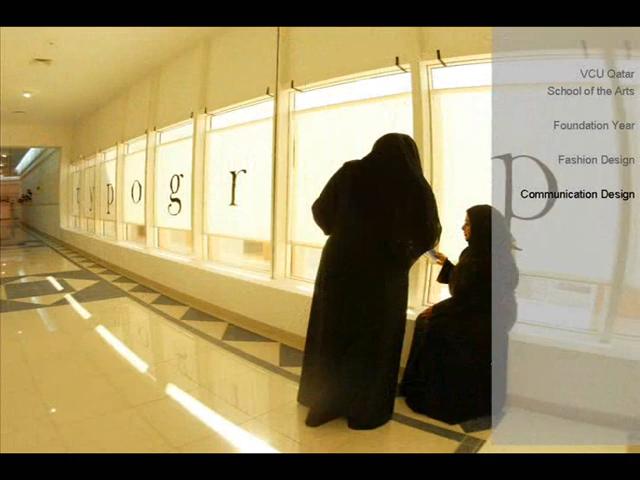 VCU Qatar
School of the Arts
Foundation Year
Fashion Design
Communication Design
t y p o g r p